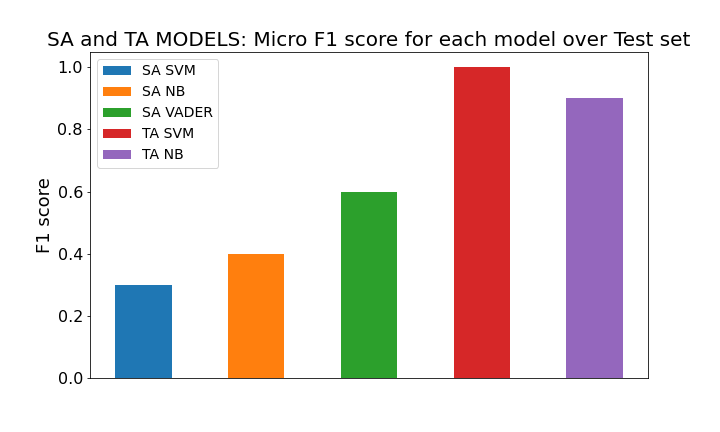 SA and TA MODELS: Micro F1 score for each model over Test set
SA SVM
SA NB
SA VADER
TA SVM
TA NB
F1 score
1.0
0.8
0.6
0.4
0.2
0.0